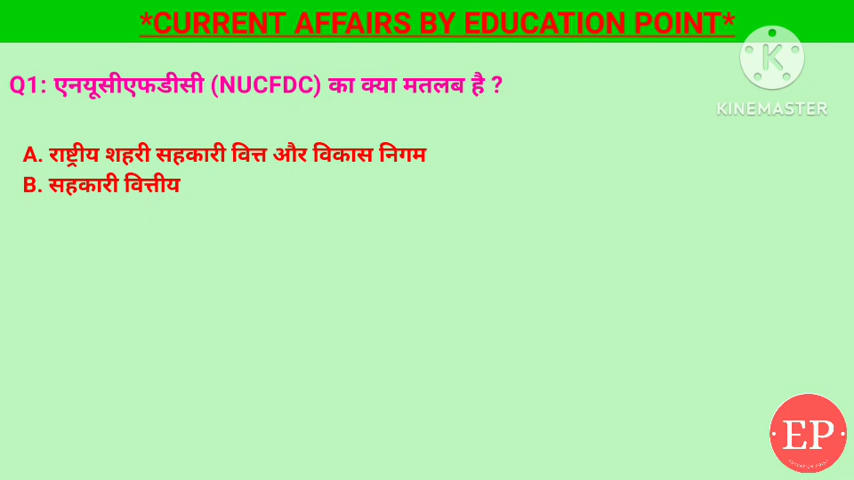 *CURRENT AFFAIRS BY EDUCATION POINT*
Q1: एनयूसीएफडीसी (NUCFDC) का क्या मतलब है ?
KINEMASTER
A. राष्ट्रीय शहरी सहकारी वित्त और विकास निगम
B. सहकारी वित्तीय
EP